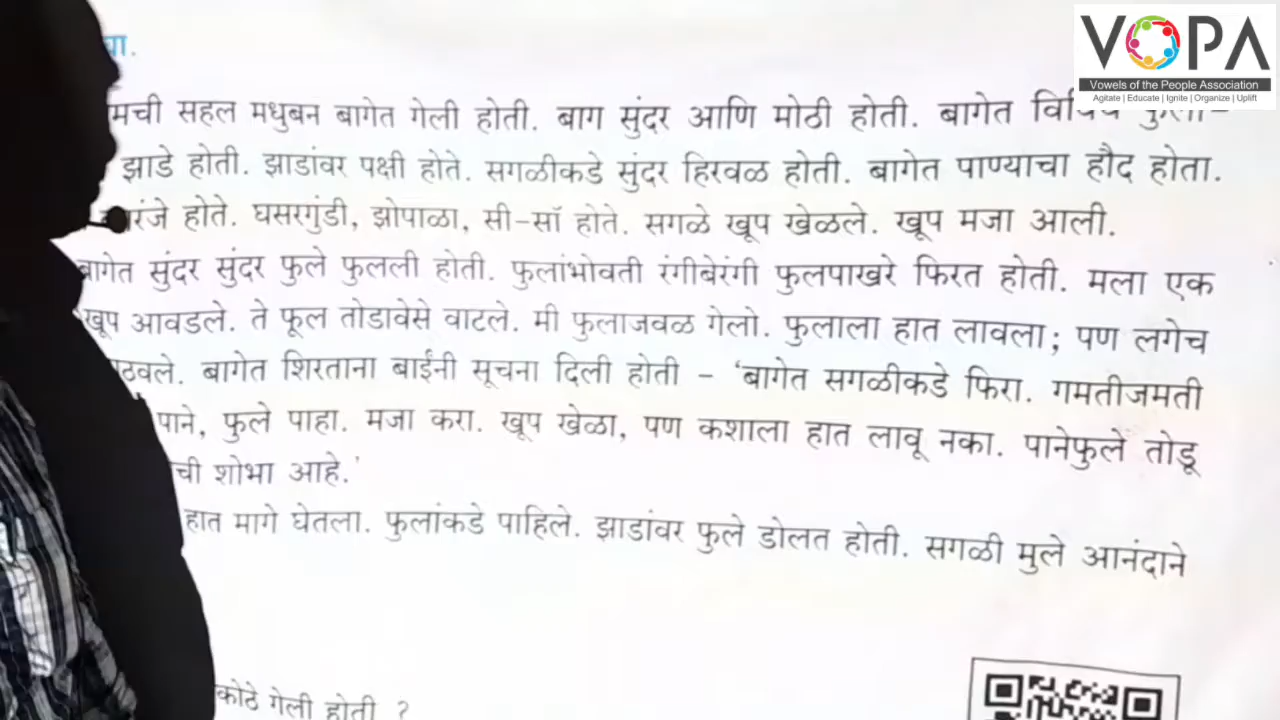 VOPA
Vowels of the People Association
Agitate | Educate | Ignite | Organize | Uplift
सहल मधुबन बागेत गेली होती. बाग सुंदर आणि मोठी होती. बागेत
झाडे होती. झाडांवर पक्षी होते. सगळीकडे सुंदर हिरवळ होती. बागेत पाण्याचा हौद होता.
होते. घसरगुंडी, झोपाळा, सी-सॉ होते. सगळे खूप खेळले. खूप मजा आली.
बागेत सुंदर सुंदर फुले फुलली होती. फुलांभोवती रंगीबेरंगी फुलपाखरे फिरत होती. मला एक
खूप आवडले. ते फूल तोडावेसे वाटले. मी फुलाजवळ गेलो. फुलाला हात लावला; पण लगेच
बागेत शिरताना बाईंनी सूचना दिली होती - 'बागेत सगळीकडे फिरा. गमतीजमती
पाने, फुले पाहा. मजा करा. खूप खेळा, पण कशाला हात लावू नका. पानेफुले तोडू
शोभा आहे.'
हात मागे घेतला. फुलांकडे पाहिले. झाडांवर फुले डोलत होती. सगळी मुले आनंदाने
कोठे गेली होती ?